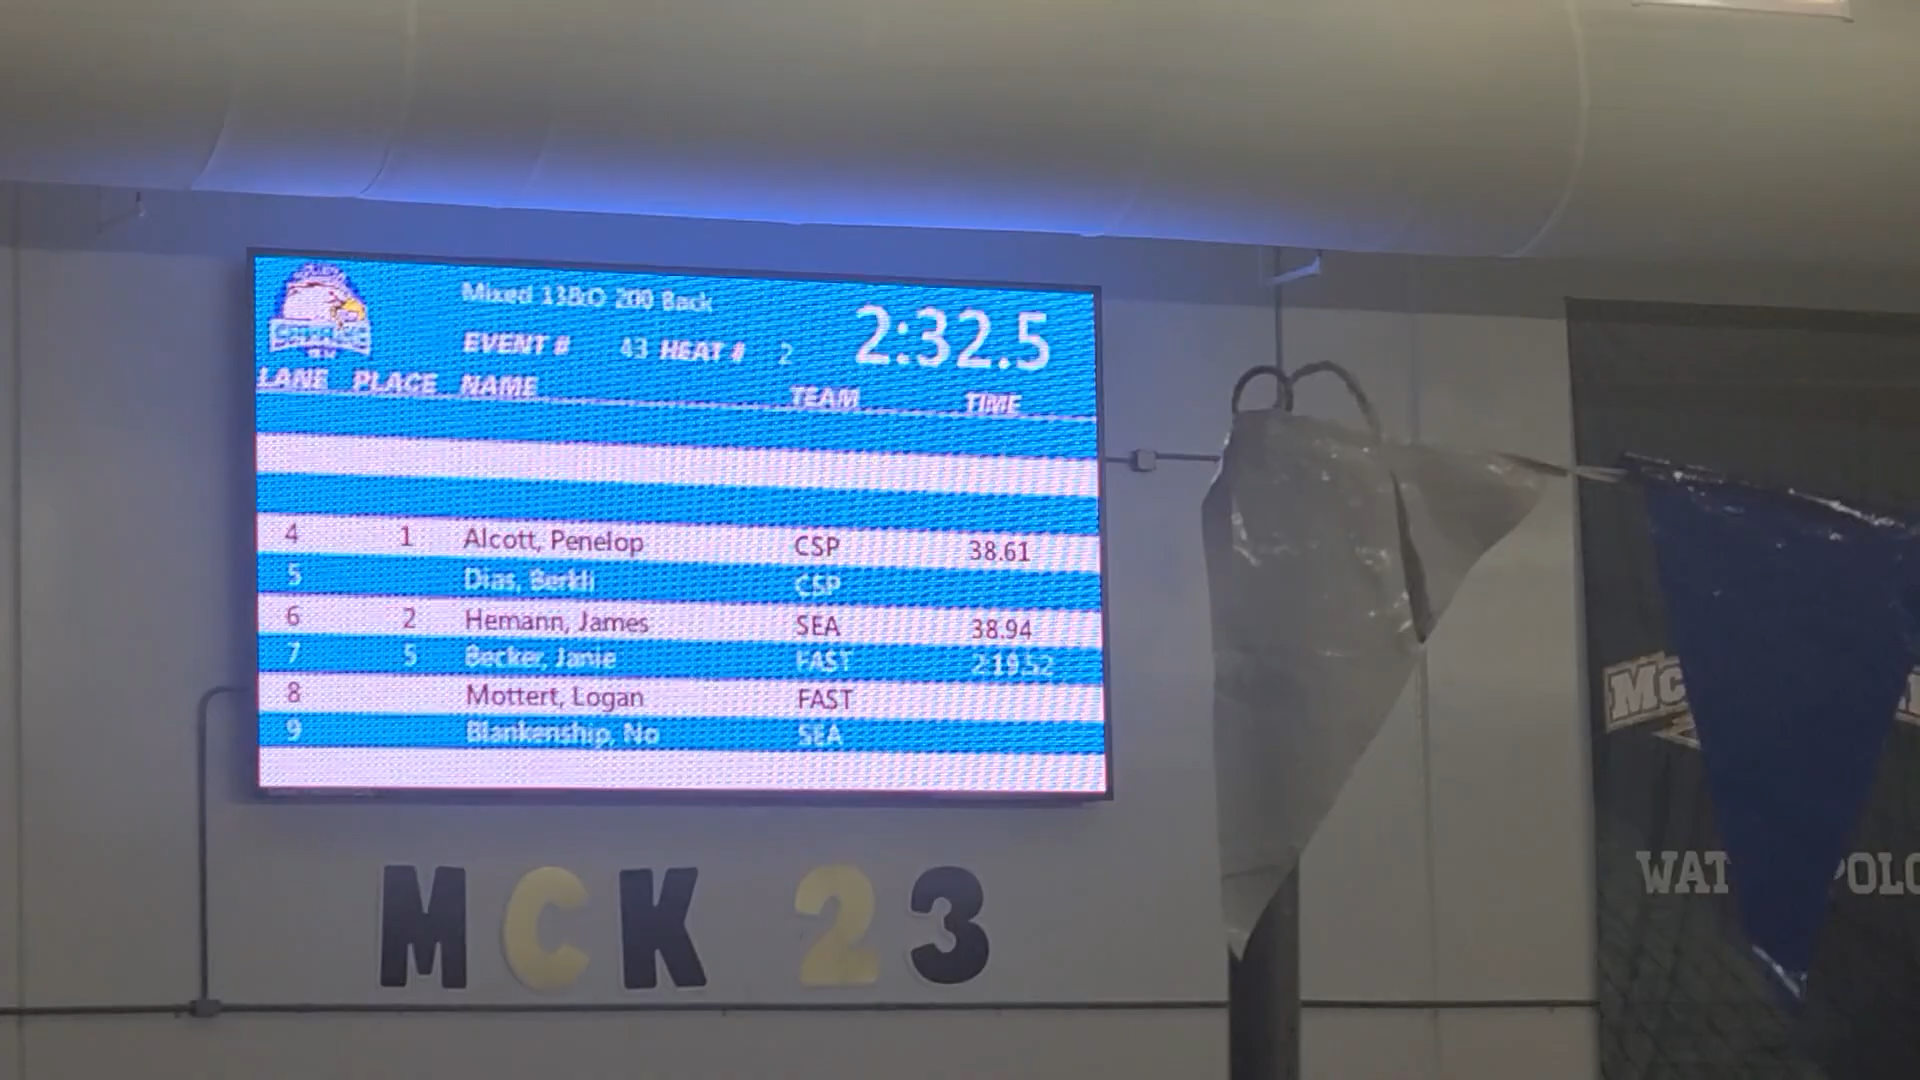 Mixed 13&O 200 Back
EVENT # 43 HEAT # 2 2:32.5
LANE PLACE NAME TEAM TIME
4 1 Alcott, Penelop CSP 38.61
5 Dias, Berkli CSP
6 2 Hemann, James SEA 38.94
7 5 Becker, Janie FAST 2:19.52
8 Mottert, Logan FAST
9 Blankenship, No SEA
MCK 23